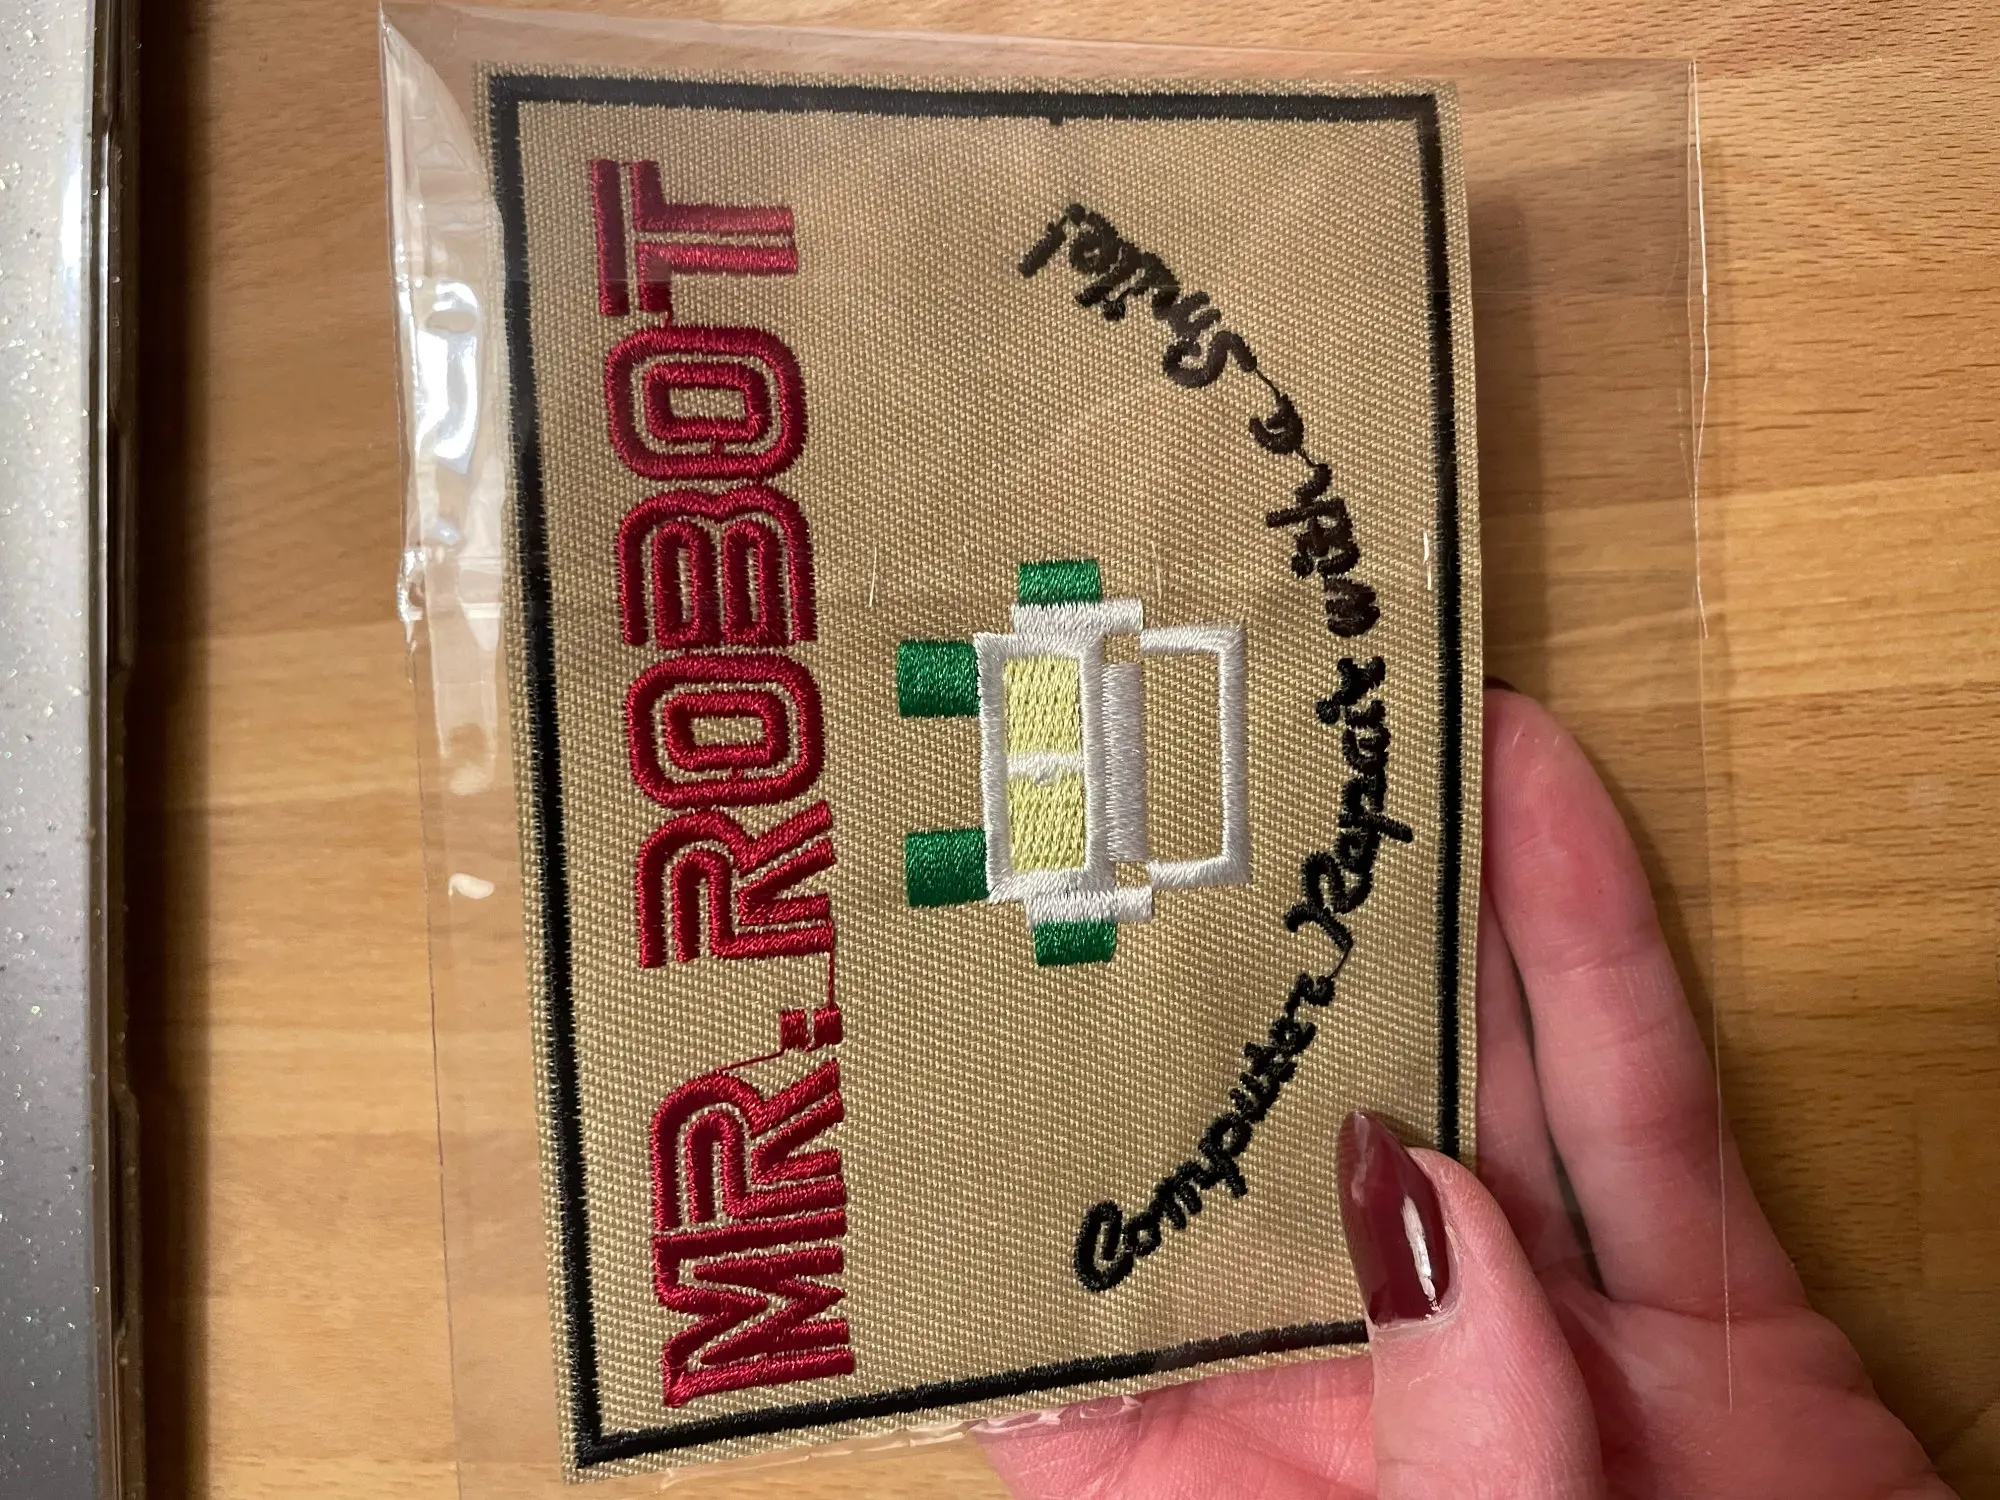 MR. ROBOT
Computer Repair with a Smile!